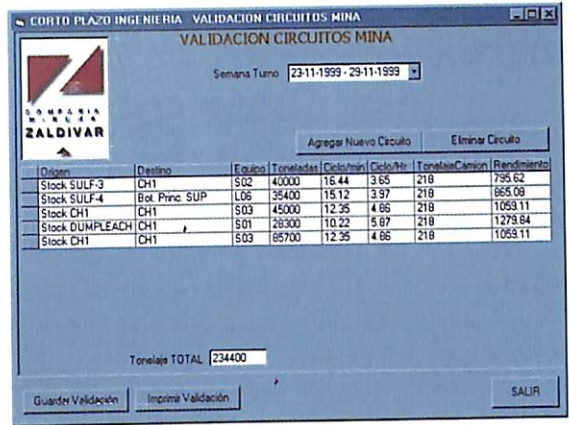 CORTO PLAZO INGENIERIA - VALIDACION CIRCUITOS MINA
VALIDACION CIRCUITOS MINA
COMPAÑIA
MINERA
ZALDIVAR
Semana Turno 23-11-1999 - 29-11-1999
Agregar Nuevo Circuito Eliminar Circuito
Origen Destino Equipo Toneladas Ciclo/min Ciclo/Hr TonelajeCamion Rendimiento
Stock SULF-3 CH1 S02 40000 16.44 3.65 218 795.62
Stock SULF-4 Bot. Princ. SUP L06 35400 15.12 3.97 218 865.08
Stock CH1 CH1 S03 45000 12.35 4.86 218 1059.11
Stock DUMPLEACH CH1 S01 28300 10.22 5.87 218 1279.84
Stock CH1 CH1 S03 85700 12.35 4.86 218 1059.11
Tonelaje TOTAL 234400
Guardar Validación Imprimir Validación SALIR